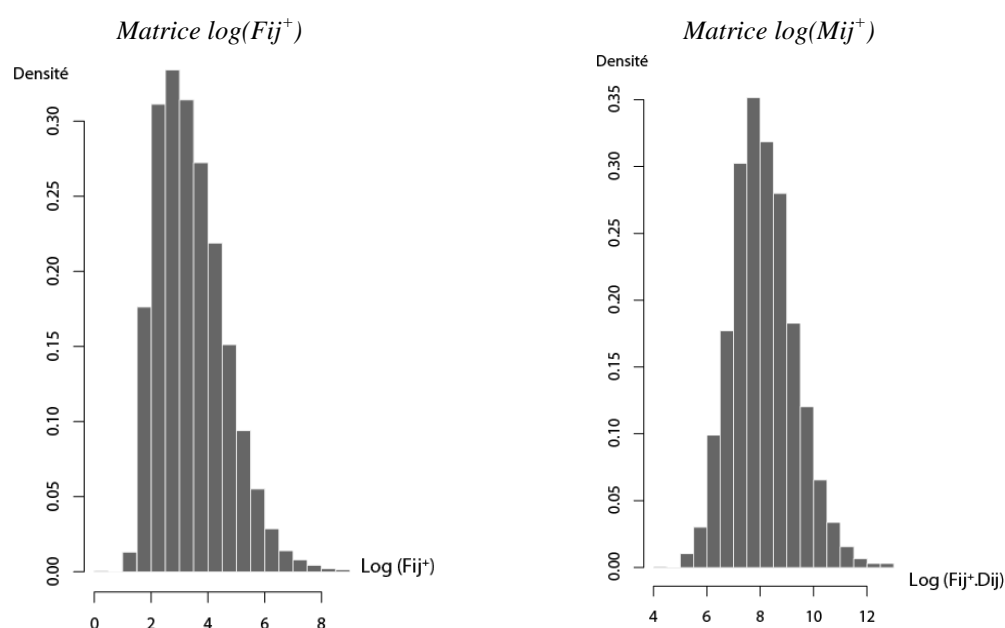 Matrice log(Fij+)
Densité
0.30
0.25
0.20
0.15
0.10
0.05
0.00
Log (Fij+)
0 2 4 6 8
Matrice log(Mij+)
Densité
0.35
0.30
0.25
0.20
0.15
0.10
0.05
0.00
Log (Fij+.Dij)
4 6 8 10 12